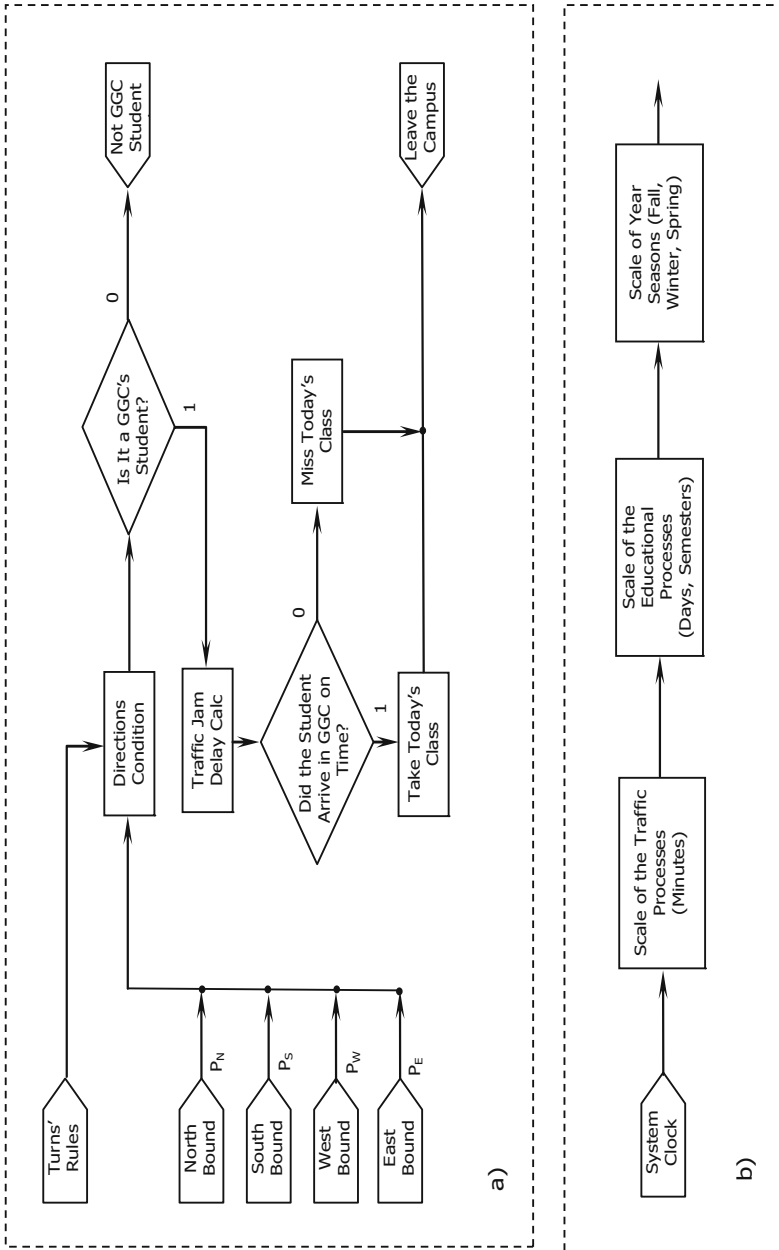 Turns'
Rules
North
Bound
P_N
South
Bound
P_S
West
Bound
P_W
East
Bound
P_E
Directions
Condition
Is It a GGC's
Student?
0
1
Not GGC
Student
Traffic Jam
Delay Calc
Did the Student
Arrive in GGC on
Time?
0
1
Miss Today's
Class
Take Today's
Class
Leave the
Campus
a)
System
Clock
Scale of the Traffic
Processes
(Minutes)
Scale of the
Educational
Processes
(Days, Semesters)
Scale of Year
Seasons (Fall,
Winter, Spring)
b)